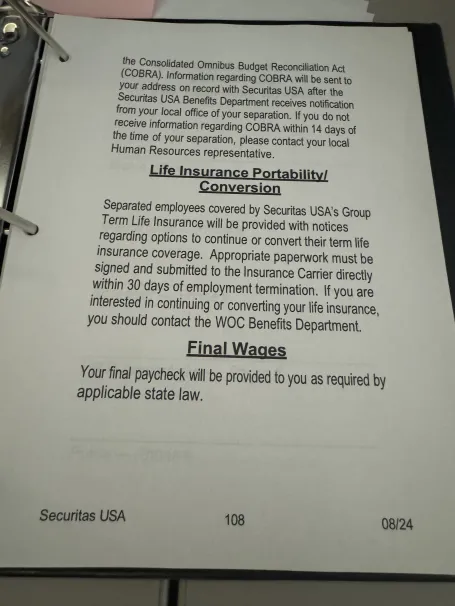 the Consolidated Omnibus Budget Reconciliation Act
(COBRA). Information regarding COBRA will be sent to
your address on record with Securitas USA after the
Securitas USA Benefits Department receives notification
from your local office of your separation. If you do not
receive information regarding COBRA within 14 days of
the time of your separation, please contact your local
Human Resources representative.
Life Insurance Portability/
Conversion
Separated employees covered by Securitas USA's Group
Term Life Insurance will be provided with notices
regarding options to continue or convert their term life
insurance coverage. Appropriate paperwork must be
signed and submitted to the Insurance Carrier directly
within 30 days of employment termination. If you are
interested in continuing or converting your life insurance,
you should contact the WOC Benefits Department.
Final Wages
Your final paycheck will be provided to you as required by
applicable state law.
Securitas USA 108 08/24